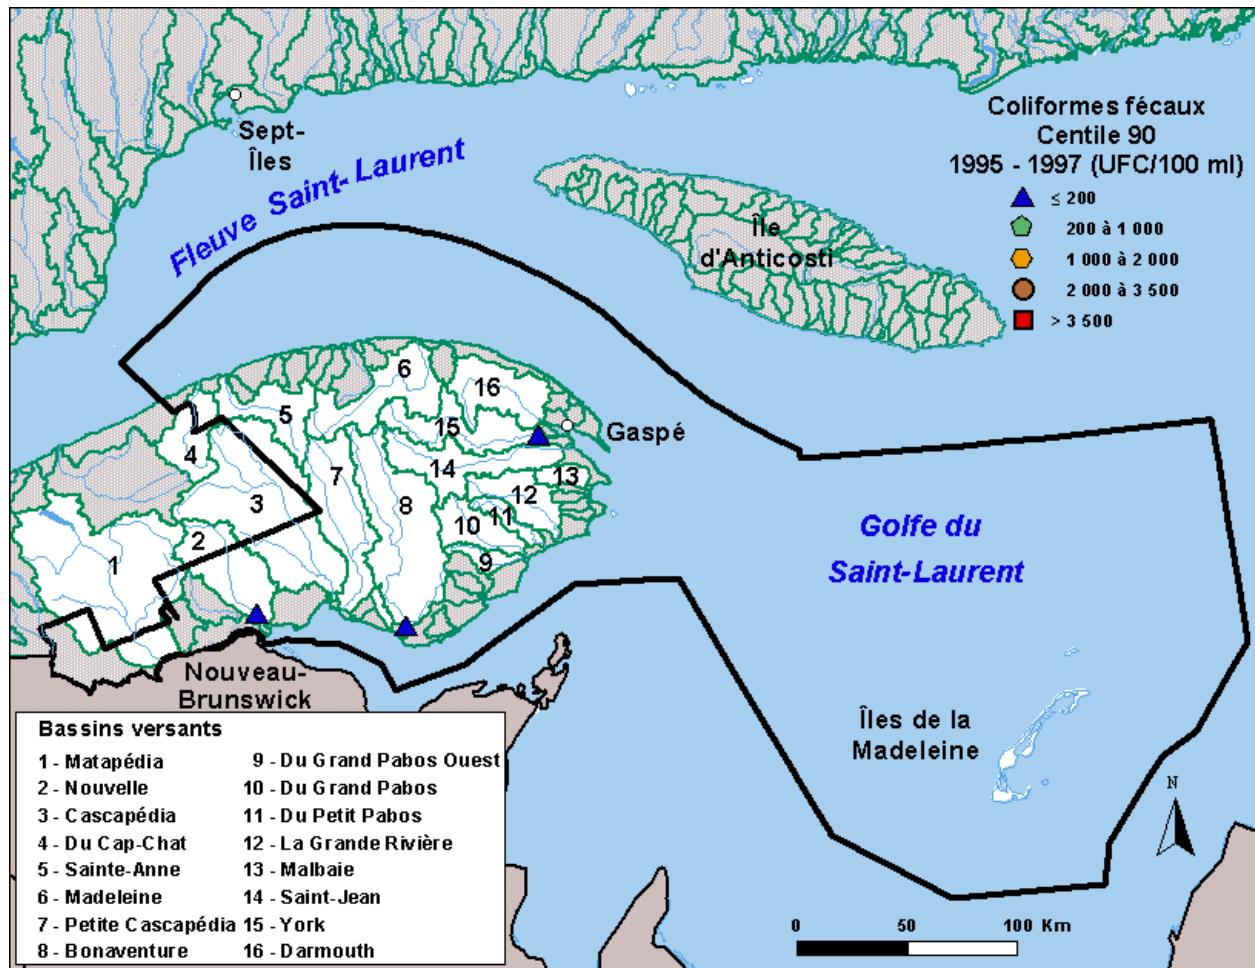 Coliformes fécaux
Centile 90
1995 - 1997 (UFC/100 ml)
≤ 200
200 à 1 000
1 000 à 2 000
2 000 à 3 500
> 3 500
Sept-
Îles
Fleuve Saint-Laurent
Île
d'Anticosti
6
16
5
15
Gaspé
4
14
13
7
3
12
8
10
11
2
9
1
Golfe du
Saint-Laurent
Nouveau-
Brunswick
Îles de la
Madeleine
N
0 50 100 Km
Bassins versants
1 - Matapédia
2 - Nouvelle
3 - Cascapédia
4 - Du Cap-Chat
5 - Sainte-Anne
6 - Madeleine
7 - Petite Cascapédia
8 - Bonaventure
9 - Du Grand Pabos Ouest
10 - Du Grand Pabos
11 - Du Petit Pabos
12 - La Grande Rivière
13 - Malbaie
14 - Saint-Jean
15 - York
16 - Darmouth